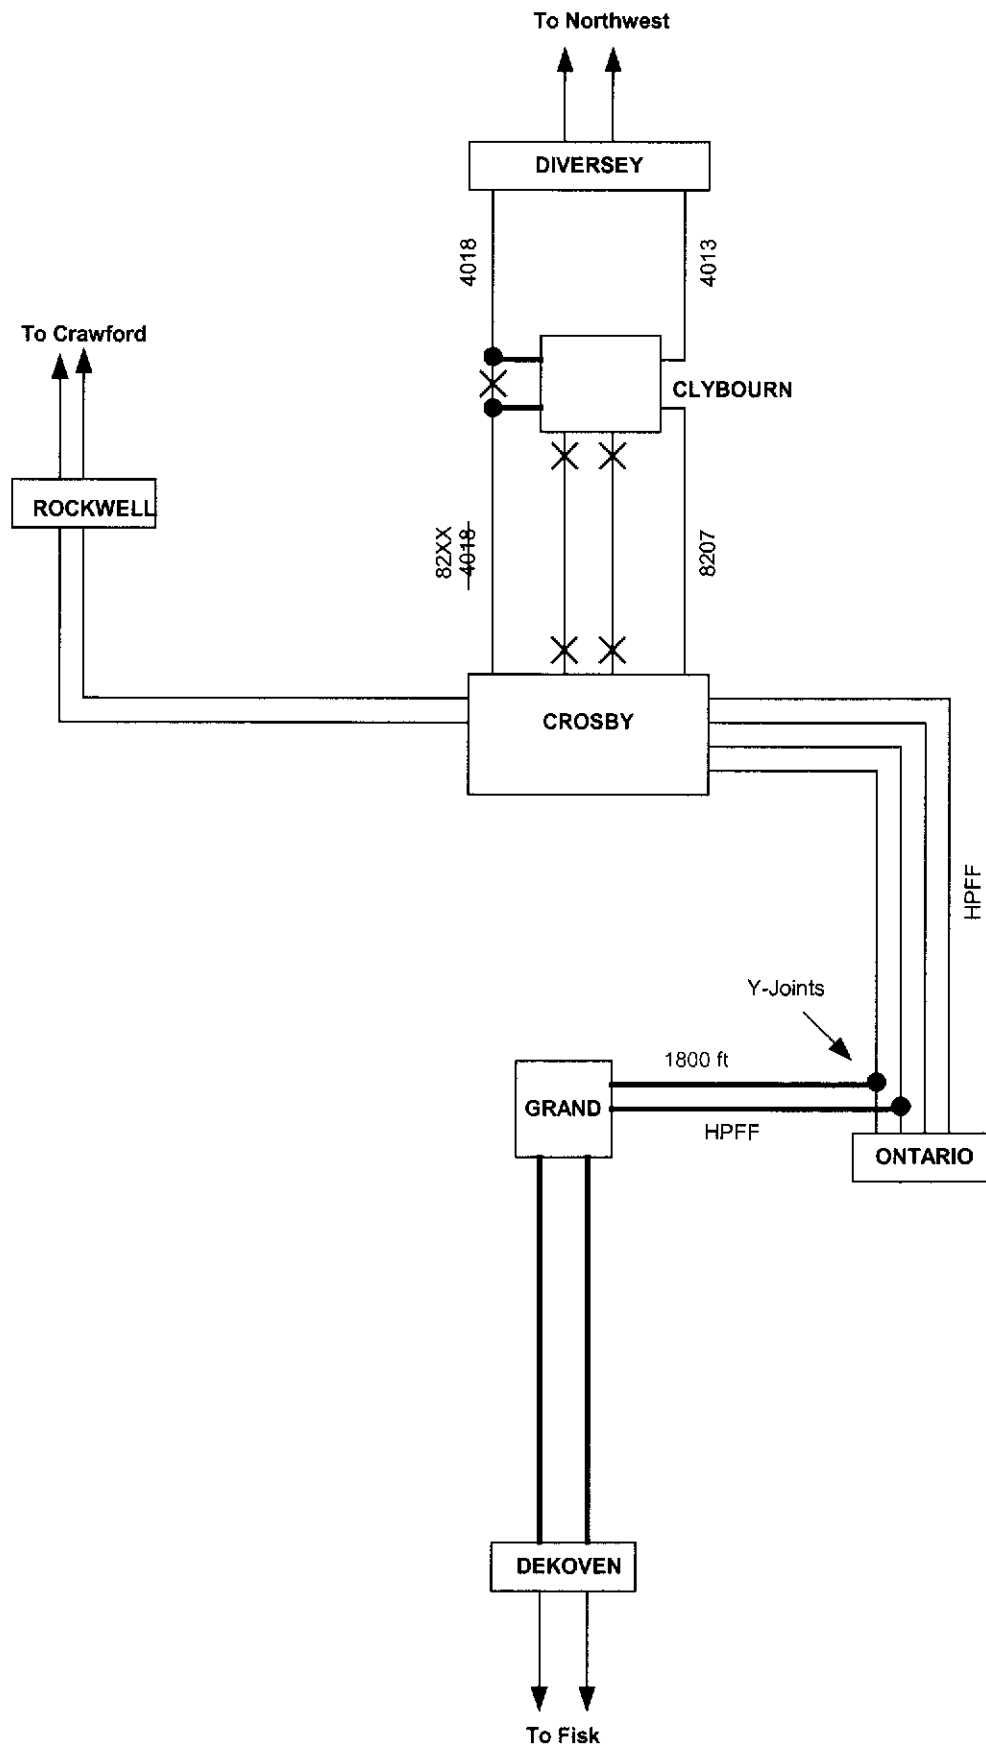 To Northwest
DIVERSEY
4018
4013
To Crawford
CLYBOURN
ROCKWELL
82XX
4018
8207
CROSBY
HPFF
Y-Joints
1800 ft
GRAND
HPFF
ONTARIO
DEKOVEN
To Fisk